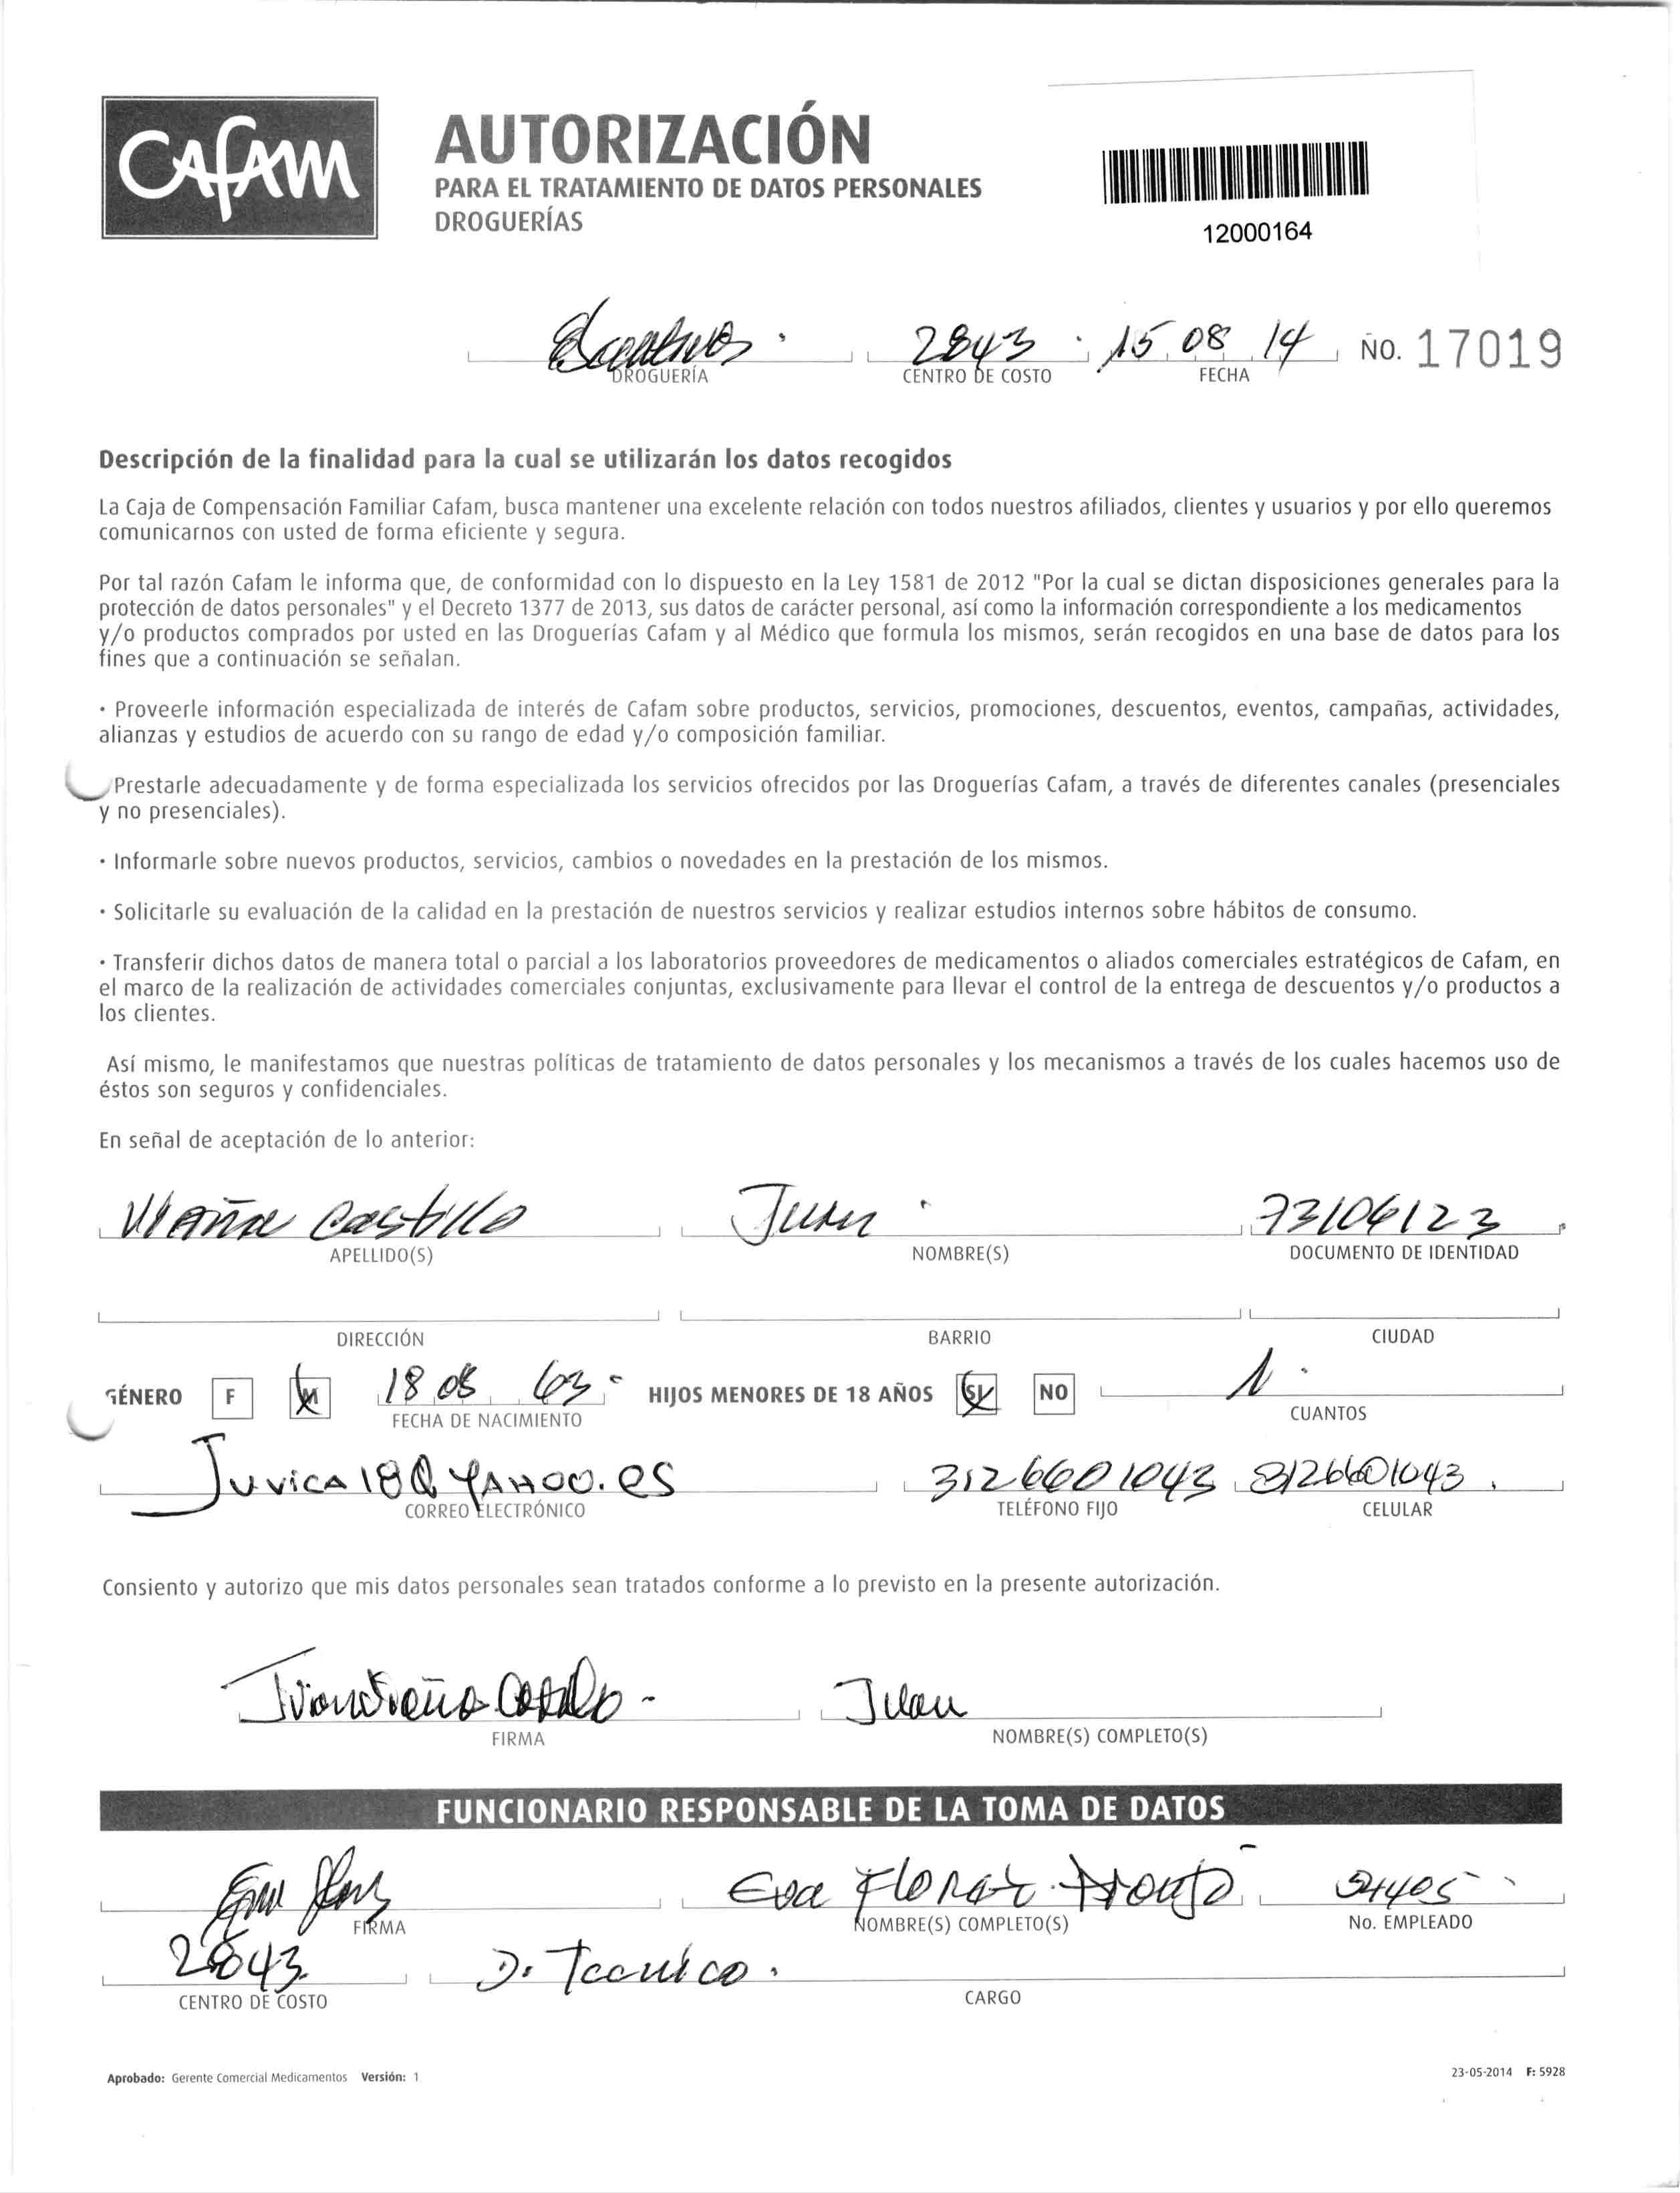 Cafam
AUTORIZACIÓN
PARA EL TRATAMIENTO DE DATOS PERSONALES
DROGUERÍAS
12000164
2843 15 08 14 No. 17019
DROGUERÍA CENTRO DE COSTO FECHA
Descripción de la finalidad para la cual se utilizarán los datos recogidos
La Caja de Compensación Familiar Cafam, busca mantener una excelente relación con todos nuestros afiliados, clientes y usuarios y por ello queremos
comunicarnos con usted de forma eficiente y segura.
Por tal razón Cafam le informa que, de conformidad con lo dispuesto en la Ley 1581 de 2012 "Por la cual se dictan disposiciones generales para la
protección de datos personales" y el Decreto 1377 de 2013, sus datos de carácter personal, así como la información correspondiente a los medicamentos
y/o productos comprados por usted en las Droguerías Cafam y al Médico que formula los mismos, serán recogidos en una base de datos para los
fines que a continuación se señalan.
· Proveerle información especializada de interés de Cafam sobre productos, servicios, promociones, descuentos, eventos, campañas, actividades,
alianzas y estudios de acuerdo con su rango de edad y/o composición familiar.
Prestarle adecuadamente y de forma especializada los servicios ofrecidos por las Droguerías Cafam, a través de diferentes canales (presenciales
y no presenciales).
· Informarle sobre nuevos productos, servicios, cambios o novedades en la prestación de los mismos.
· Solicitarle su evaluación de la calidad en la prestación de nuestros servicios y realizar estudios internos sobre hábitos de consumo.
· Transferir dichos datos de manera total o parcial a los laboratorios proveedores de medicamentos o aliados comerciales estratégicos de Cafam, en
el marco de la realización de actividades comerciales conjuntas, exclusivamente para llevar el control de la entrega de descuentos y/o productos a
los clientes.
Así mismo, le manifestamos que nuestras políticas de tratamiento de datos personales y los mecanismos a través de los cuales hacemos uso de
éstos son seguros y confidenciales.
En señal de aceptación de lo anterior:
Viaña Castillo Juan 73106123
APELLIDO(S) NOMBRE(S) DOCUMENTO DE IDENTIDAD
DIRECCIÓN BARRIO CIUDAD
GÉNERO F M 18 08 63 HIJOS MENORES DE 18 AÑOS SI NO 1
FECHA DE NACIMIENTO CUANTOS
Juvica18@YAHOO.es 3126601043 3126601043
CORREO ELECTRÓNICO TELÉFONO FIJO CELULAR
Consiento y autorizo que mis datos personales sean tratados conforme a lo previsto en la presente autorización.
Juan Viaña Castillo Juan
FIRMA NOMBRE(S) COMPLETO(S)
FUNCIONARIO RESPONSABLE DE LA TOMA DE DATOS
Eva
FIRMA NOMBRE(S) COMPLETO(S) No. EMPLEADO
2843 D. Tecnico.
CENTRO DE COSTO CARGO
Aprobado: Gerente Comercial Medicamentos Versión: 1 23-05-2014 F: 5928